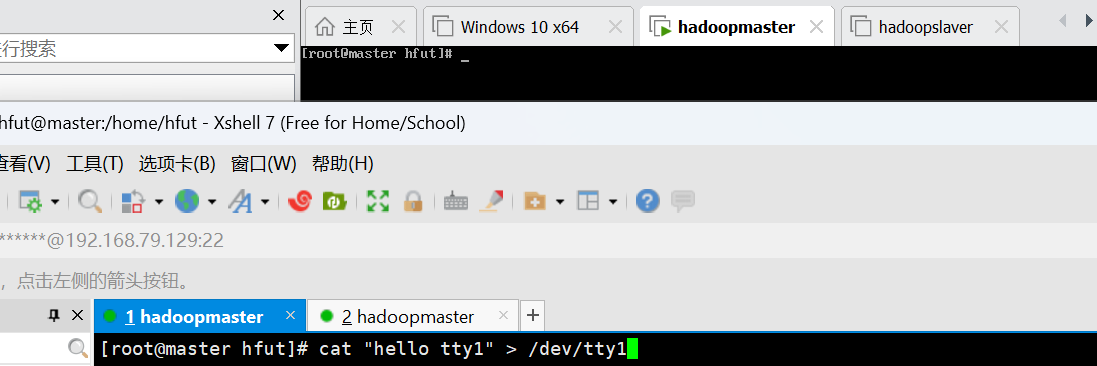 主页 Windows 10 x64 hadoopmaster hadoopslaver
行搜索
[root@master hfut]# _
hfut@master:/home/hfut - Xshell 7 (Free for Home/School)
查看(V) 工具(T) 选项卡(B) 窗口(W) 帮助(H)
******@192.168.79.129:22
，点击左侧的箭头按钮。
1 hadoopmaster 2 hadoopmaster
[root@master hfut]# cat "hello tty1" > /dev/tty1